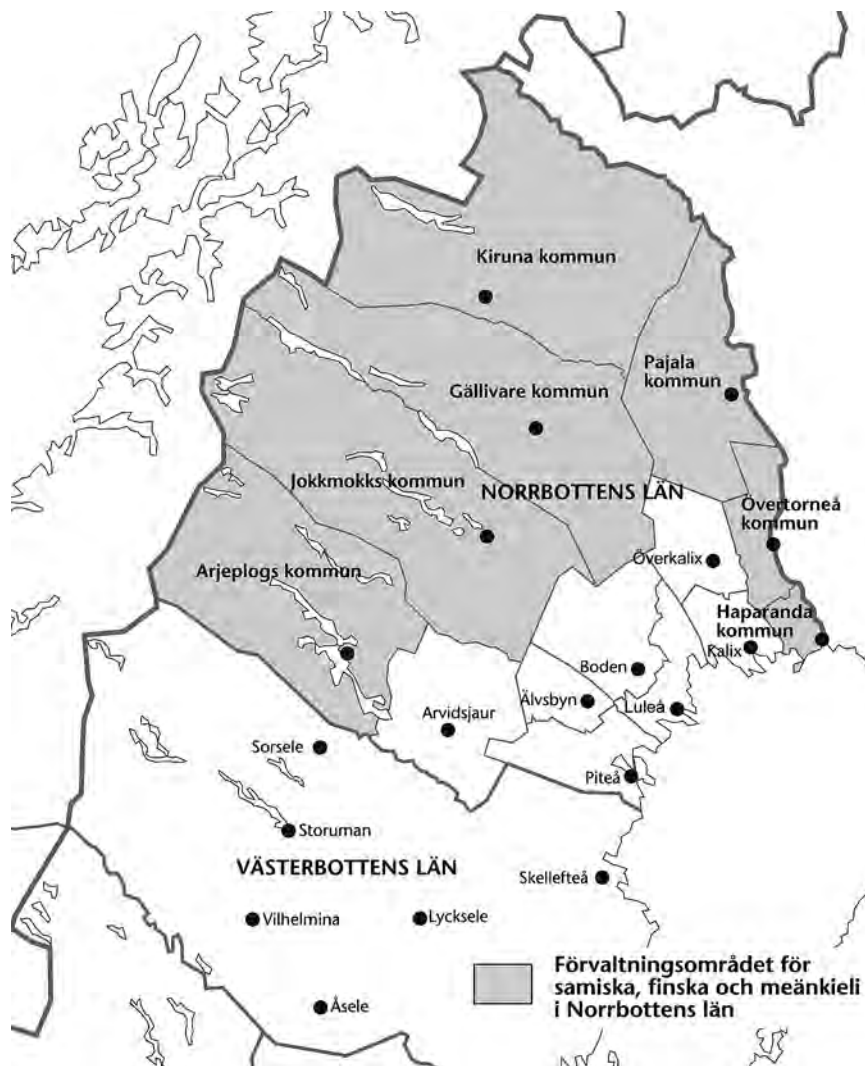 Kiruna kommun
Pajala
kommun
Gällivare kommun
Jokkmokks kommun
NORRBOTTENS LÄN
Övertorneå
kommun
Överkalix
Arjeplogs kommun
Haparanda
kommun
Kalix
Boden
Älvsbyn
Luleå
Arvidsjaur
Sorsele
Piteå
Storuman
VÄSTERBOTTENS LÄN
Skellefteå
Vilhelmina
Lycksele
Förvaltningsområdet för
samiska, finska och meänkieli
i Norrbottens län
Åsele